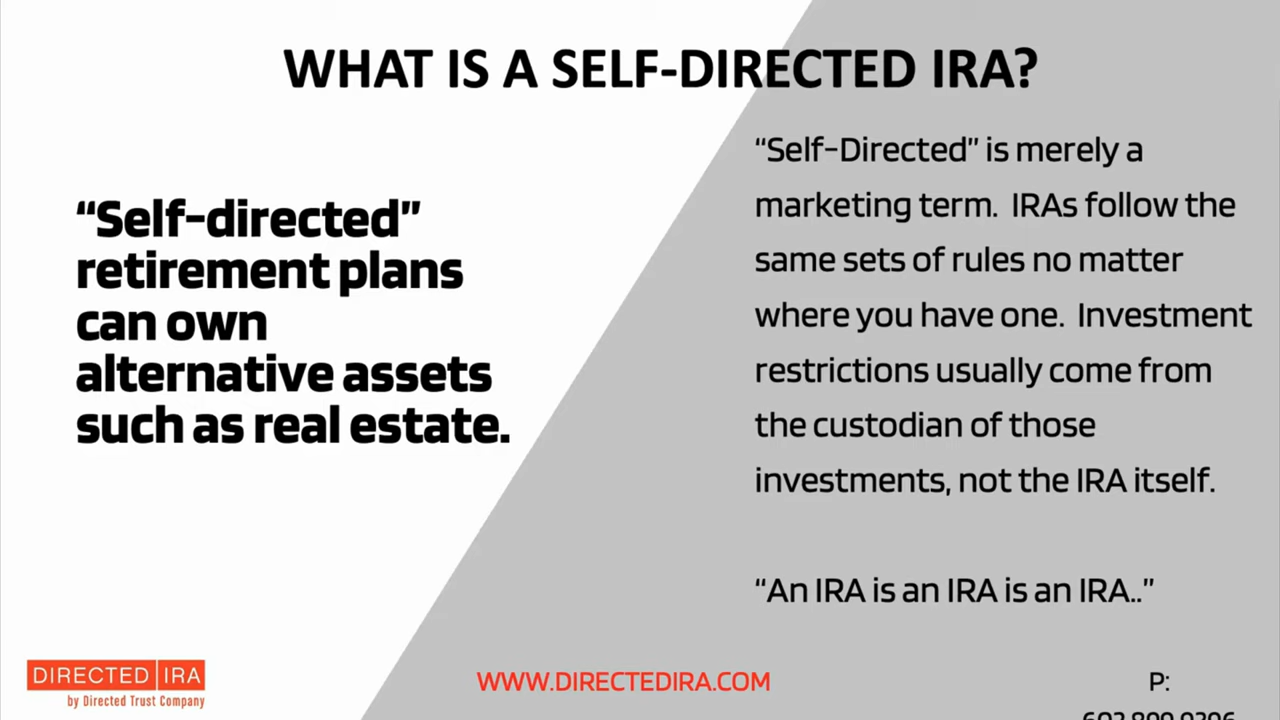 WHAT IS A SELF-DIRECTED IRA?
“Self-directed”
retirement plans
can own
alternative assets
such as real estate.
“Self-Directed” is merely a
marketing term. IRAs follow the
same sets of rules no matter
where you have one. Investment
restrictions usually come from
the custodian of those
investments, not the IRA itself.
“An IRA is an IRA is an IRA..”
DIRECTED IRA
by Directed Trust Company
WWW.DIRECTEDIRA.COM
P: